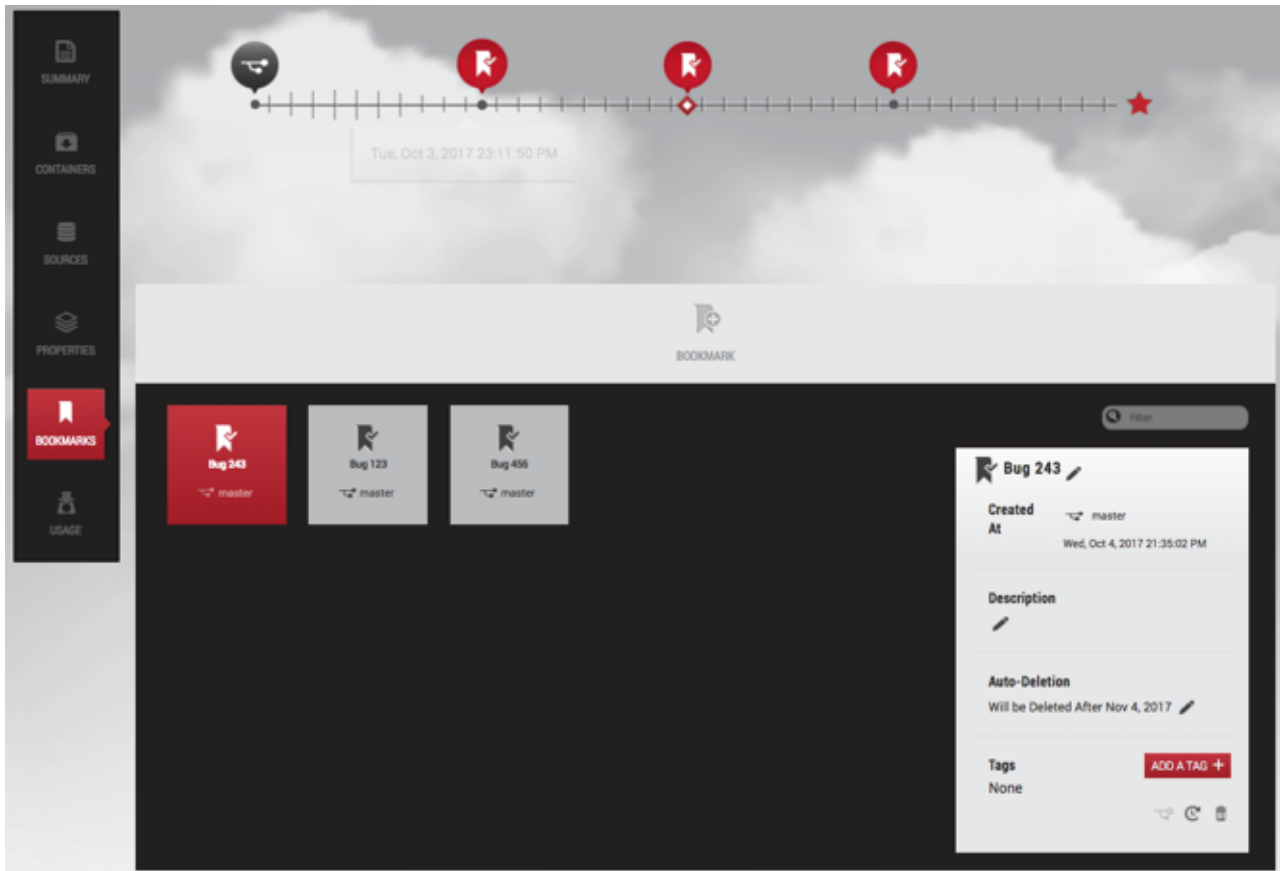 SUMMARY
CONTAINERS
SOURCES
PROPERTIES
BOOKMARKS
USAGE
Tue, Oct 3, 2017 23:11:50 PM
BOOKMARK
Bug 243
master
Bug 123
master
Bug 456
master
Filter
Bug 243
Created At
master
Wed, Oct 4, 2017 21:35:02 PM
Description
Auto-Deletion
Will be Deleted After Nov 4, 2017
Tags
ADD A TAG +
None